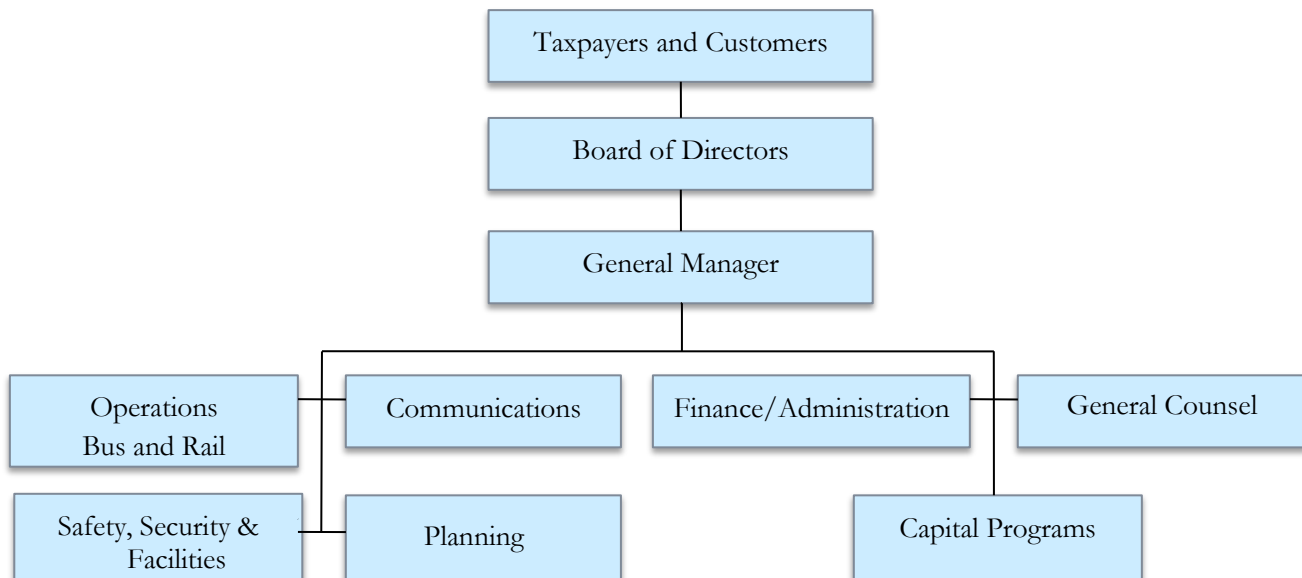 Taxpayers and Customers
Board of Directors
General Manager
Operations
Bus and Rail
Communications
Finance/Administration
General Counsel
Safety, Security &
Facilities
Planning
Capital Programs